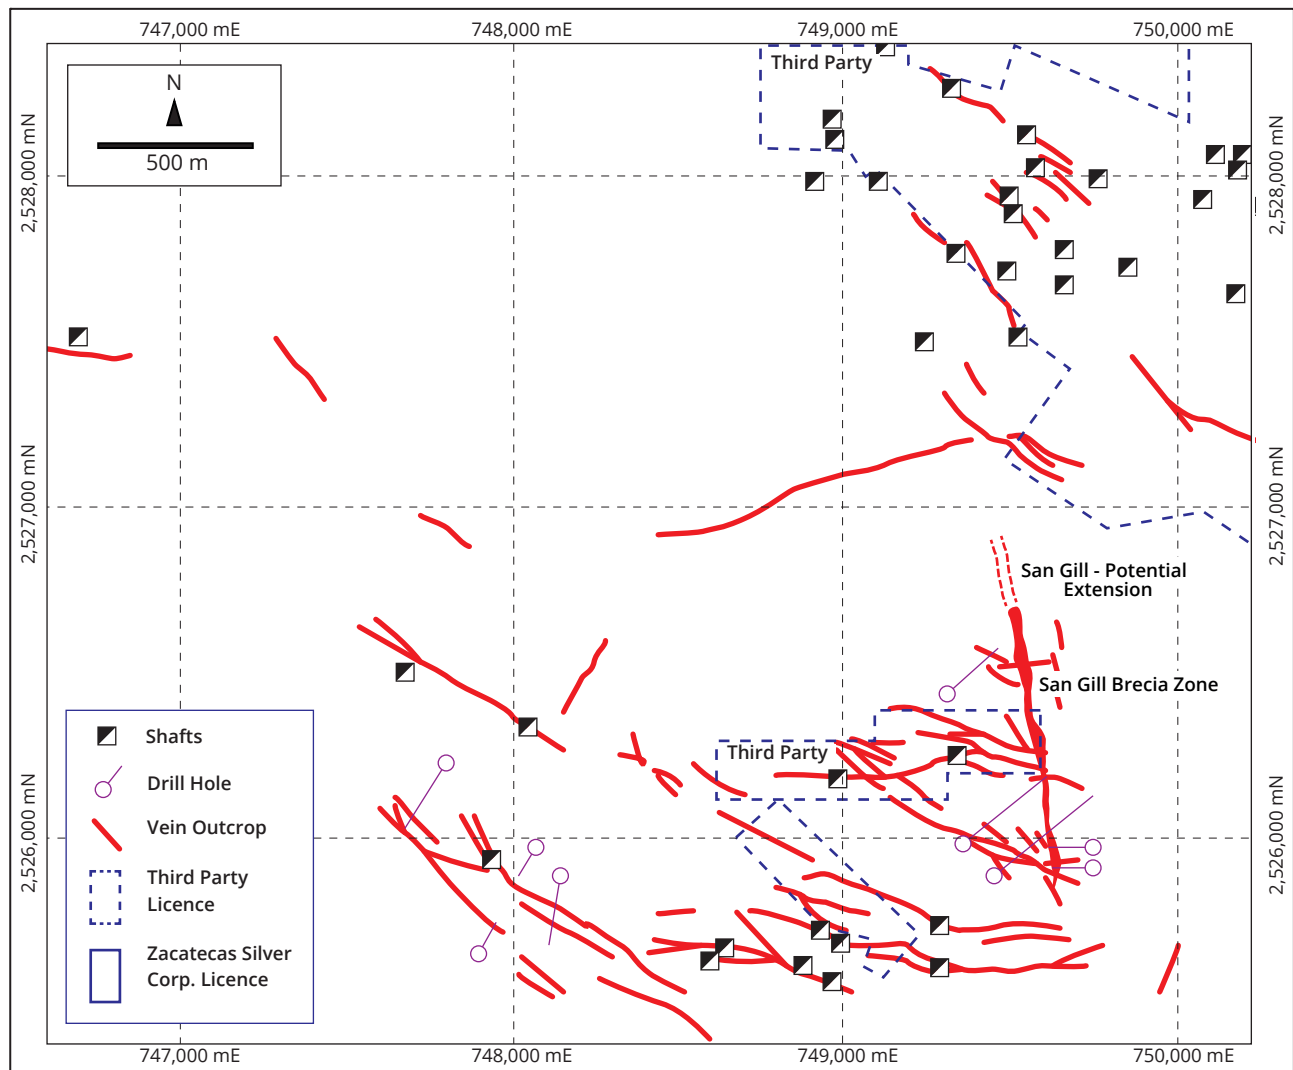 747,000 mE
748,000 mE
749,000 mE
750,000 mE
Third Party
N
500 m
2,528,000 mN
2,528,000 mN
2,527,000 mN
2,527,000 mN
San Gill - Potential
Extension
San Gill Brecia Zone
Third Party
Shafts
Drill Hole
Vein Outcrop
Third Party
Licence
Zacatecas Silver
Corp. Licence
2,526,000 mN
2,526,000 mN
747,000 mE
748,000 mE
749,000 mE
750,000 mE